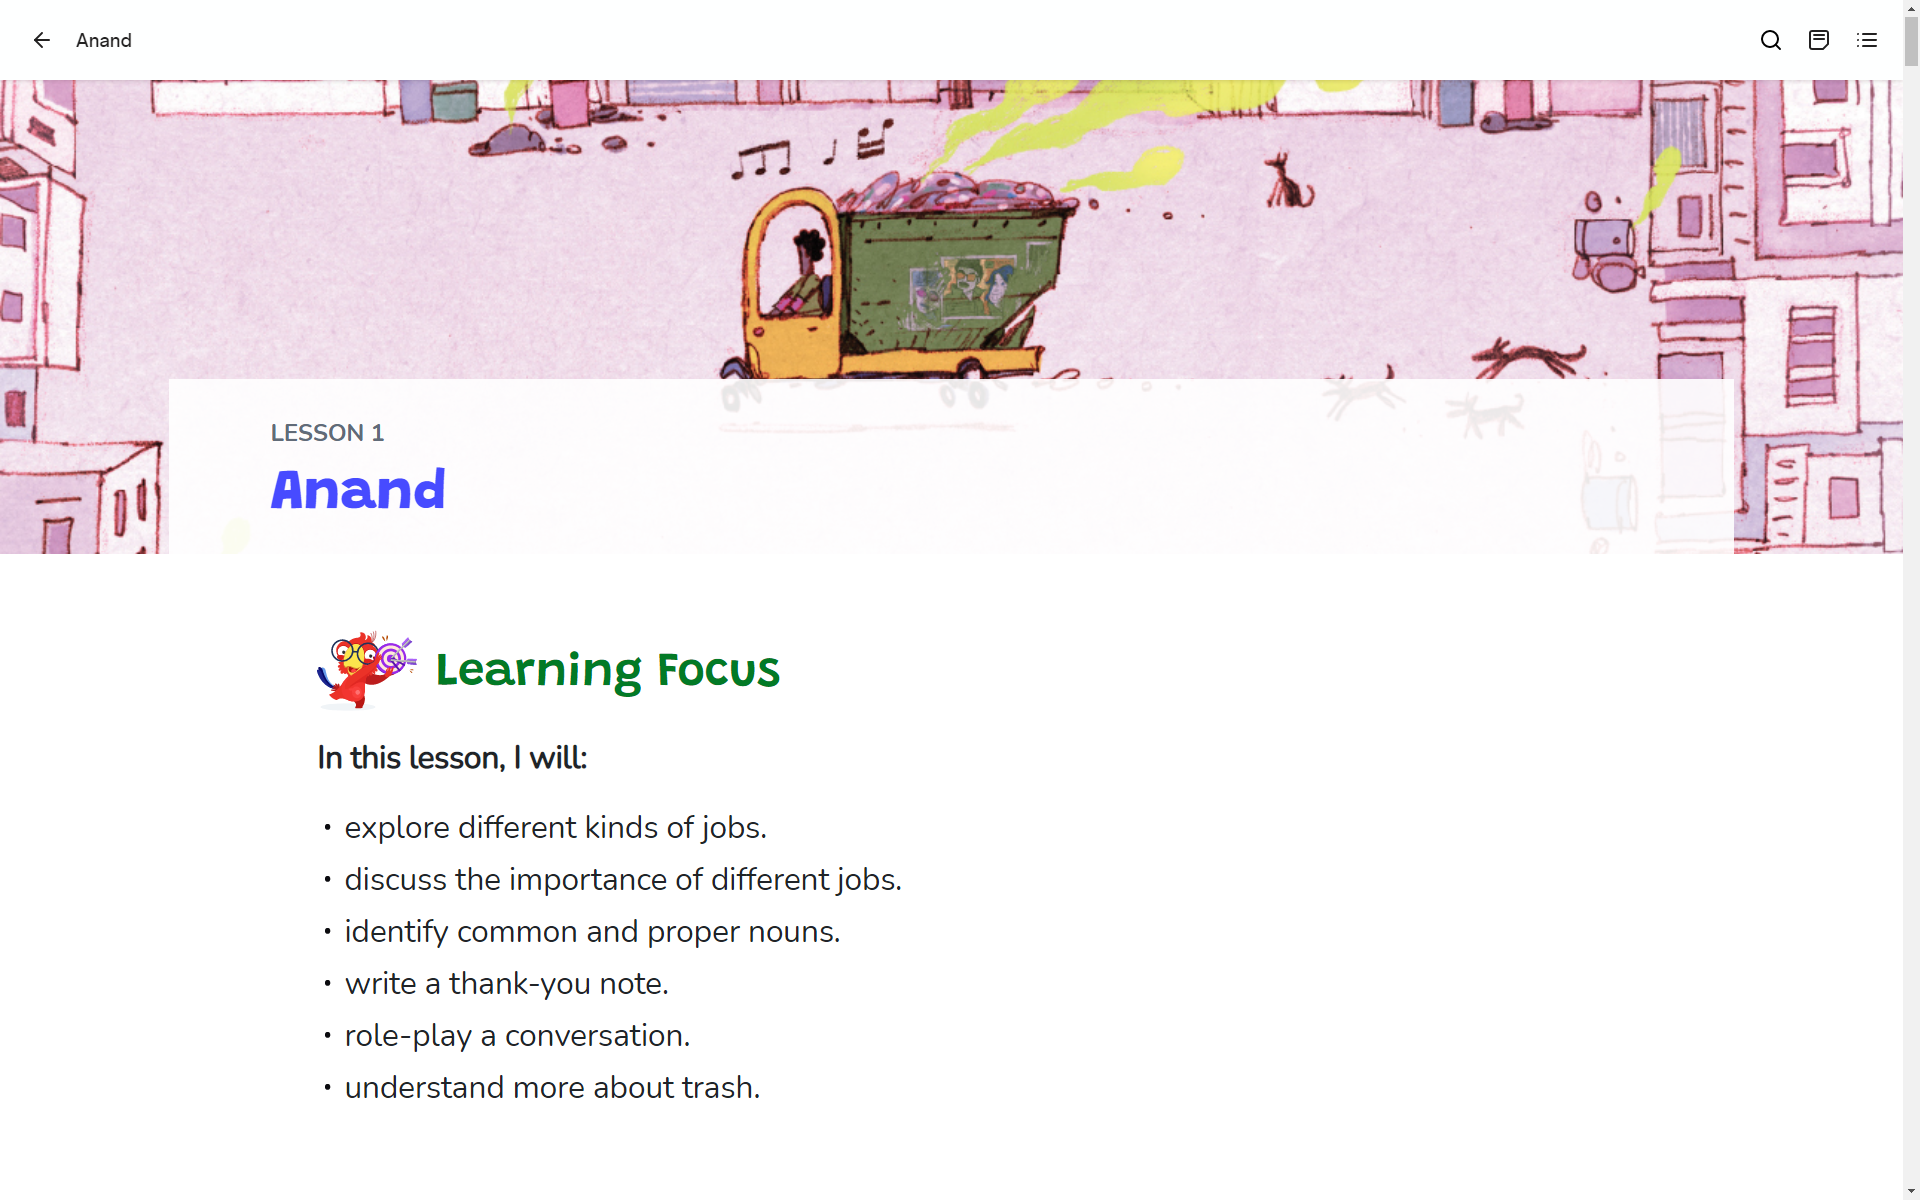 Anand
LESSON 1
Anand
Learning Focus
In this lesson, I will:
• explore different kinds of jobs.
• discuss the importance of different jobs.
• identify common and proper nouns.
• write a thank-you note.
• role-play a conversation.
• understand more about trash.